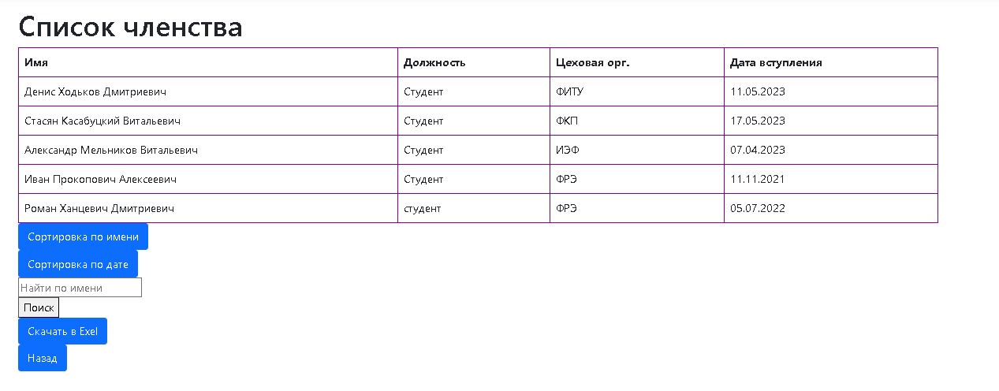 Список членства
Имя Должность Цеховая орг. Дата вступления
Денис Ходьков Дмитриевич Студент ФИТУ 11.05.2023
Стасян Касабуцкий Витальевич Студент ФКП 17.05.2023
Александр Мельников Витальевич Студент ИЭФ 07.04.2023
Иван Прокопович Алексеевич Студент ФРЭ 11.11.2021
Роман Ханцевич Дмитриевич студент ФРЭ 05.07.2022
Сортировка по имени
Сортировка по дате
Найти по имени
Поиск
Скачать в Exel
Назад